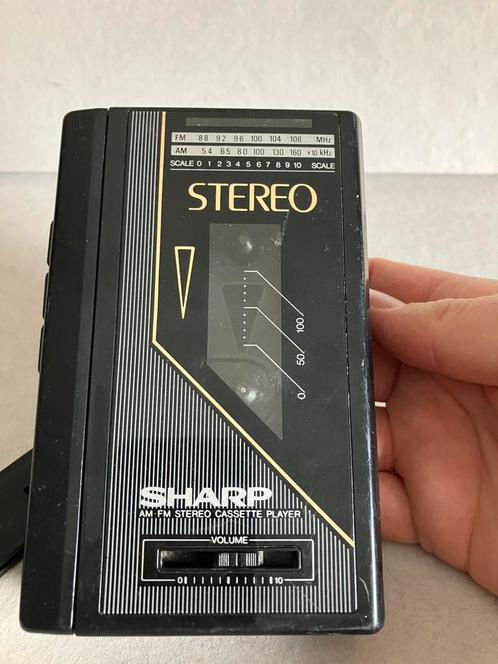 FM 88 92 96 100 104 108 MHz
AM 54 65 80 100 130 160 ×10 kHz
SCALE 0 1 2 3 4 5 6 7 8 9 10 SCALE
STEREO
100
50
0
SHARP
AM·FM STEREO CASSETTE PLAYER
VOLUME
0 10